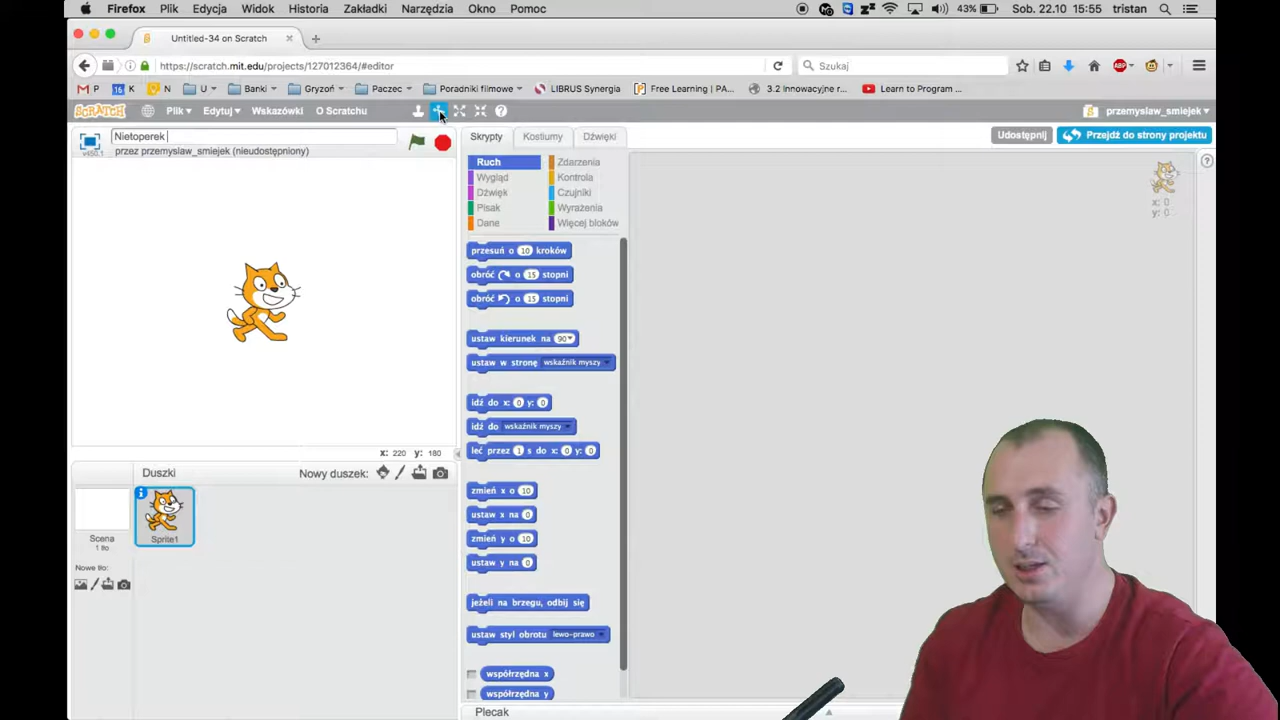 Firefox Plik Edycja Widok Historia Zakładki Narzędzia Okno Pomoc 43% Sob. 22.10 15:55 tristan
Untitled-34 on Scratch
https://scratch.mit.edu/projects/127012364/#editor Szukaj
M P 16 K N U Banki Gryzoń Paczec Poradniki filmowe LIBRUS Synergia Free Learning | PA... 3.2 Innowacje r... Learn to Program ...
SCRATCH Plik Edytuj Wskazówki O Scratchu przemyslaw_smiejek
Nietoperek
v450.1 przez przemyslaw_smiejek (nieudostępniony)
Skrypty Kostiumy Dźwięki
Udostępnij Przejdź do strony projektu
Ruch Zdarzenia
Wygląd Kontrola
Dźwięk Czujniki
Pisak Wyrażenia
Dane Więcej bloków
x: 0
y: 0
przesuń o 10 kroków
obróć o 15 stopni
obróć o 15 stopni
ustaw kierunek na 90
ustaw w stronę wskaźnik myszy
idź do x: 0 y: 0
idź do wskaźnik myszy
leć przez 1 s do x: 0 y: 0
zmień x o 10
ustaw x na 0
zmień y o 10
ustaw y na 0
jeżeli na brzegu, odbij się
ustaw styl obrotu lewo-prawo
współrzędna x
współrzędna y
x: 220 y: 180
Duszki Nowy duszek:
Scena
1 tło
Sprite1
Nowe tło:
Plecak